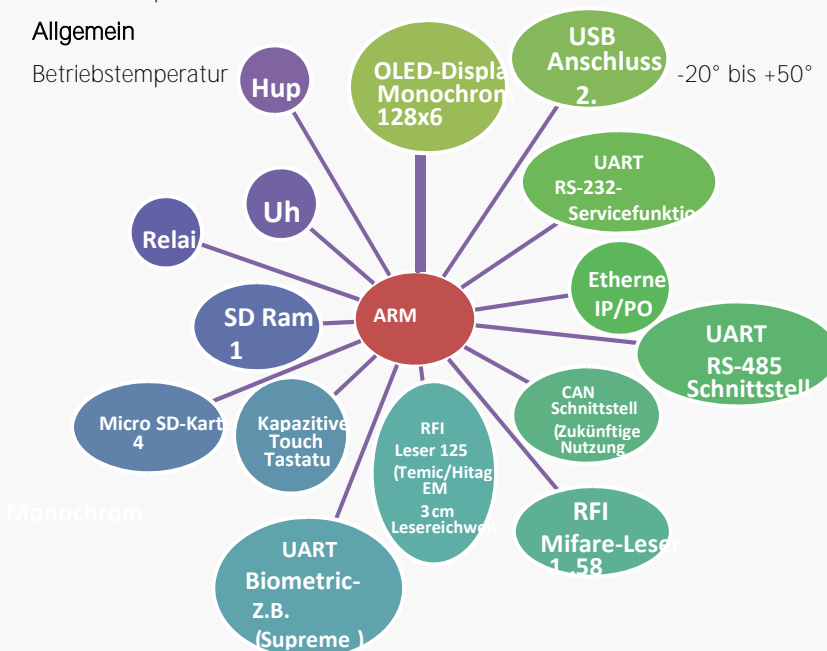 Allgemein
Betriebstemperatur
-20° bis +50°
Hup
OLED-Displa
Monochrom
128x6
USB
Anschluss
2.
UART
RS-232-
Servicefunktio
Uh
Relai
Etherne
IP/PO
ARM
SD Ram
1
UART
RS-485
Schnittstell
CAN
Schnittstell
(Zukünftige
Nutzung
Micro SD-Karte
4
Kapazitive
Touch
Tastatu
RFI
Leser 125
(Temic/Hitag
EM
3 cm
Lesereichweit
Monochrom
RFI
Mifare-Leser
1 .58
UART
Biometric-
Z.B.
(Supreme )